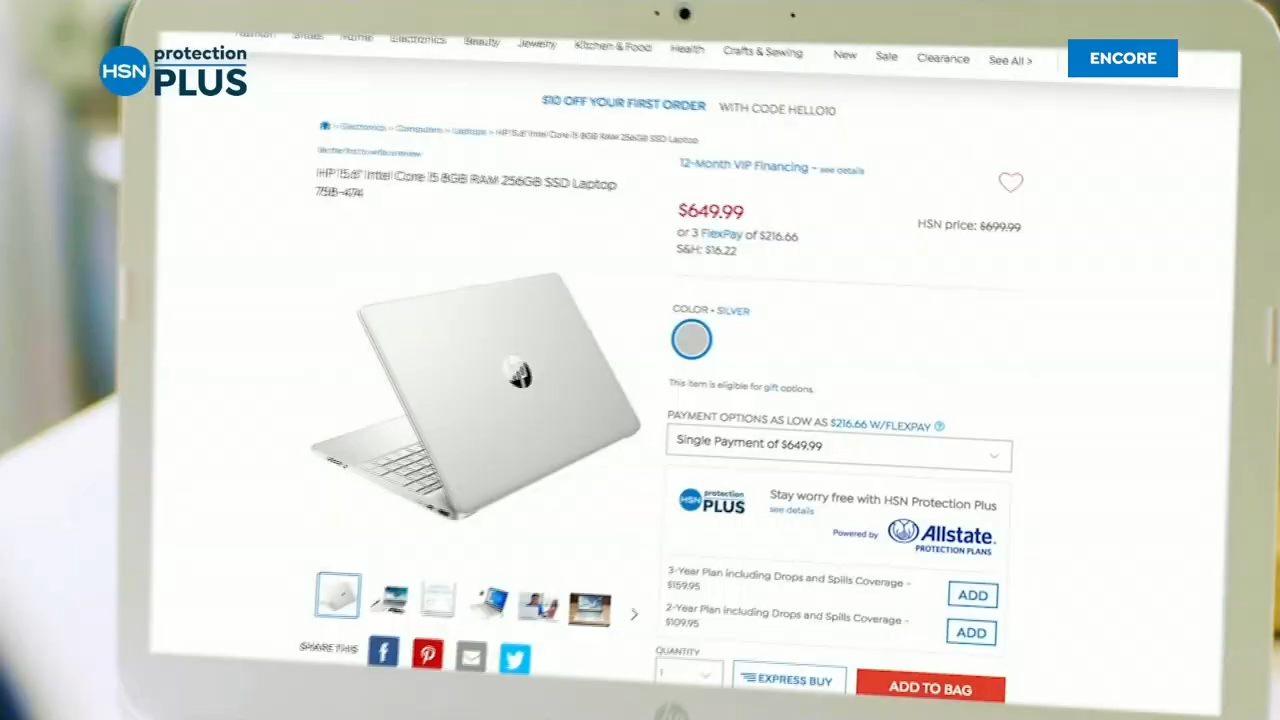 HSN protection PLUS
ENCORE
Electronics Beauty Jewelry Kitchen & Food Health Crafts & Sewing New Sale Clearance See All >
$10 OFF YOUR FIRST ORDER WITH CODE HELLO10
> Electronics > Computers > Laptops > HP 15.6" Intel Core i5 8GB RAM 256GB SSD Laptop
HP 15.6" Intel Core i5 8GB RAM 256GB SSD Laptop
12-Month VIP Financing - see details
$649.99
HSN price: $699.99
or 3 FlexPay of $216.66
S&H: $16.22
COLOR - SILVER
This item is eligible for gift options.
PAYMENT OPTIONS AS LOW AS $216.66 W/FLEXPAY ?
Single Payment of $649.99
HSN protection PLUS
Stay worry free with HSN Protection Plus
see details
Powered by Allstate.
PROTECTION PLANS
3-Year Plan including Drops and Spills Coverage -
$159.95
ADD
2-Year Plan including Drops and Spills Coverage -
$109.95
ADD
SHARE THIS
QUANTITY
1
EXPRESS BUY
ADD TO BAG
hp